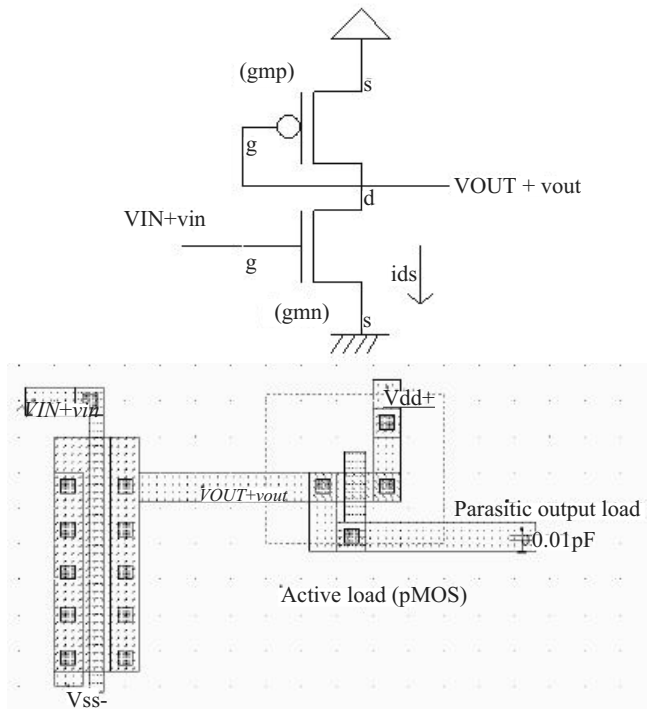 (gmp)
s
g
VOUT + vout
d
VIN+vin
g
ids
(gmn)
s
VIN+vin
Vdd+
VOUT+vout
Parasitic output load
0.01pF
Active load (pMOS)
Vss-